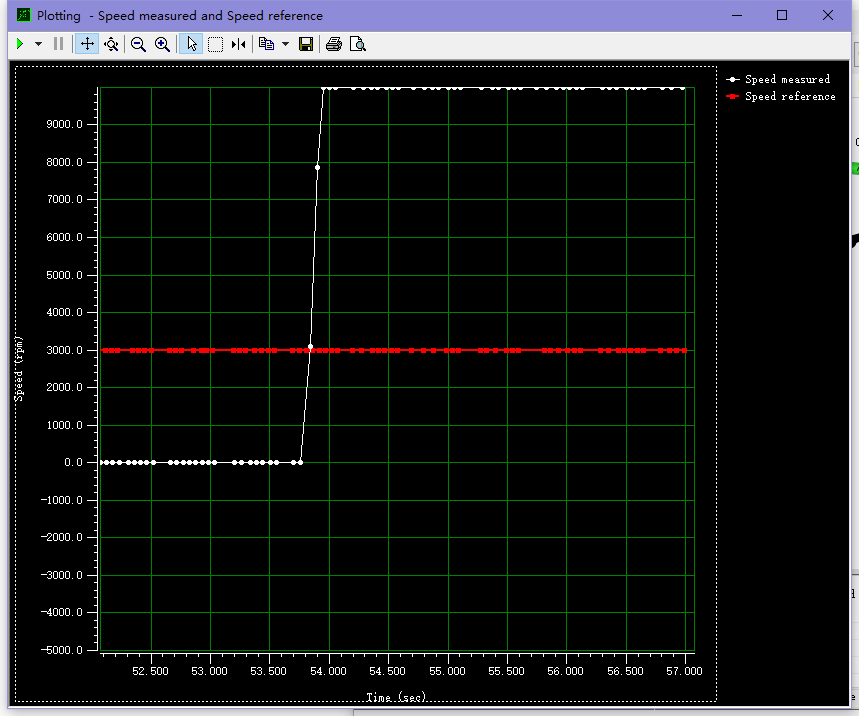 Plotting - Speed measured and Speed reference
Speed measured
Speed reference
9000.0
8000.0
7000.0
6000.0
5000.0
4000.0
3000.0
2000.0
1000.0
0.0
-1000.0
-2000.0
-3000.0
-4000.0
-5000.0
Speed (rpm)
52.500 53.000 53.500 54.000 54.500 55.000 55.500 56.000 56.500 57.000
Time (sec)